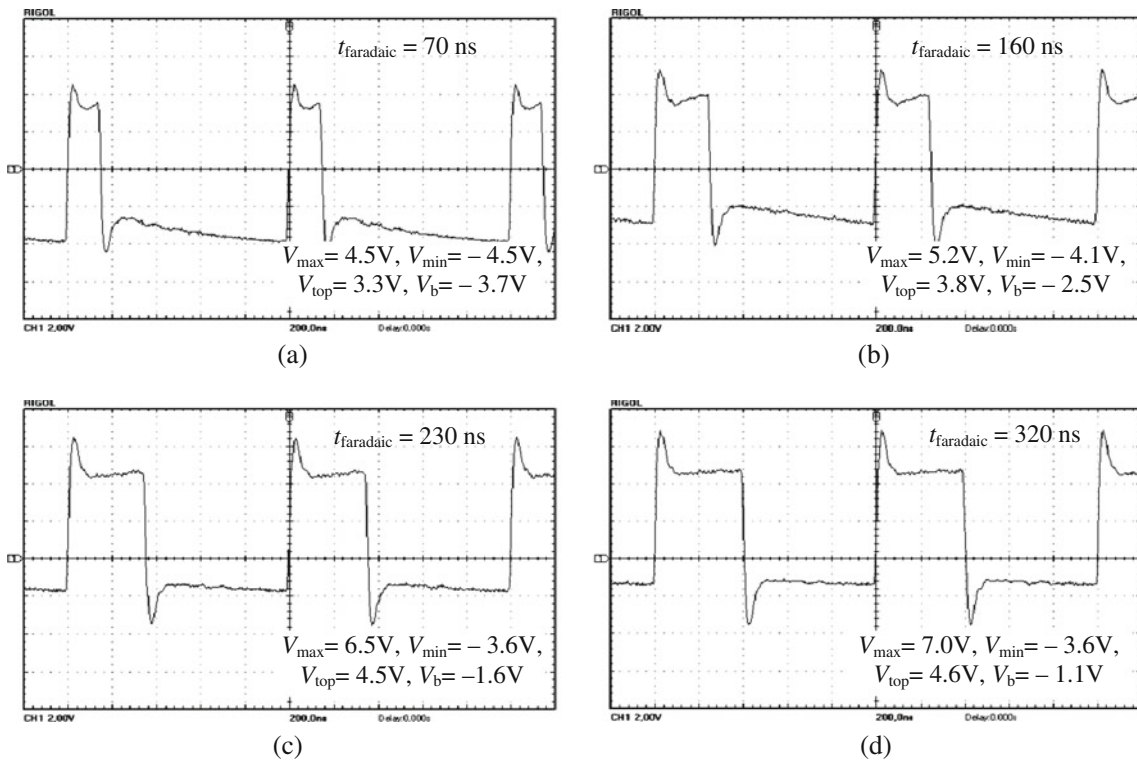 RIGOL
t_faradaic = 70 ns
V_max= 4.5V, V_min= − 4.5V,
V_top= 3.3V, V_b= − 3.7V
CH1 2.00V 200.0ns Delay:0.000s
(a)
RIGOL
t_faradaic = 160 ns
V_max= 5.2V, V_min= − 4.1V,
V_top= 3.8V, V_b= − 2.5V
CH1 2.00V 200.0ns Delay:0.000s
(b)
RIGOL
t_faradaic = 230 ns
V_max= 6.5V, V_min= − 3.6V,
V_top= 4.5V, V_b= −1.6V
CH1 2.00V 200.0ns Delay:0.000s
(c)
RIGOL
t_faradaic = 320 ns
V_max= 7.0V, V_min= − 3.6V,
V_top= 4.6V, V_b= − 1.1V
CH1 2.00V 200.0ns Delay:0.000s
(d)